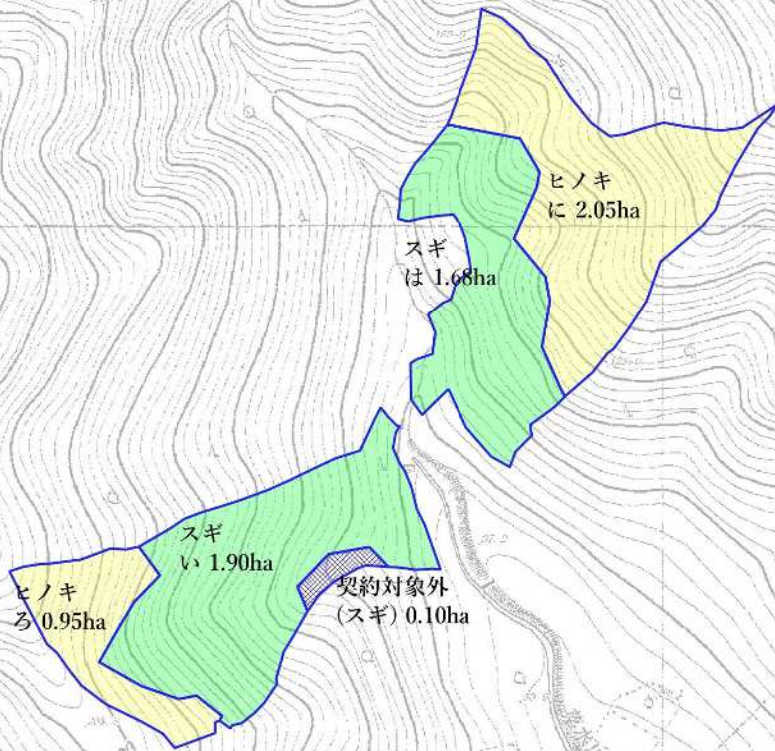 ヒノキ
に 2.05ha
スギ
は 1.68ha
スギ
い 1.90ha
ヒノキ
ろ 0.95ha
契約対象外
(スギ) 0.10ha